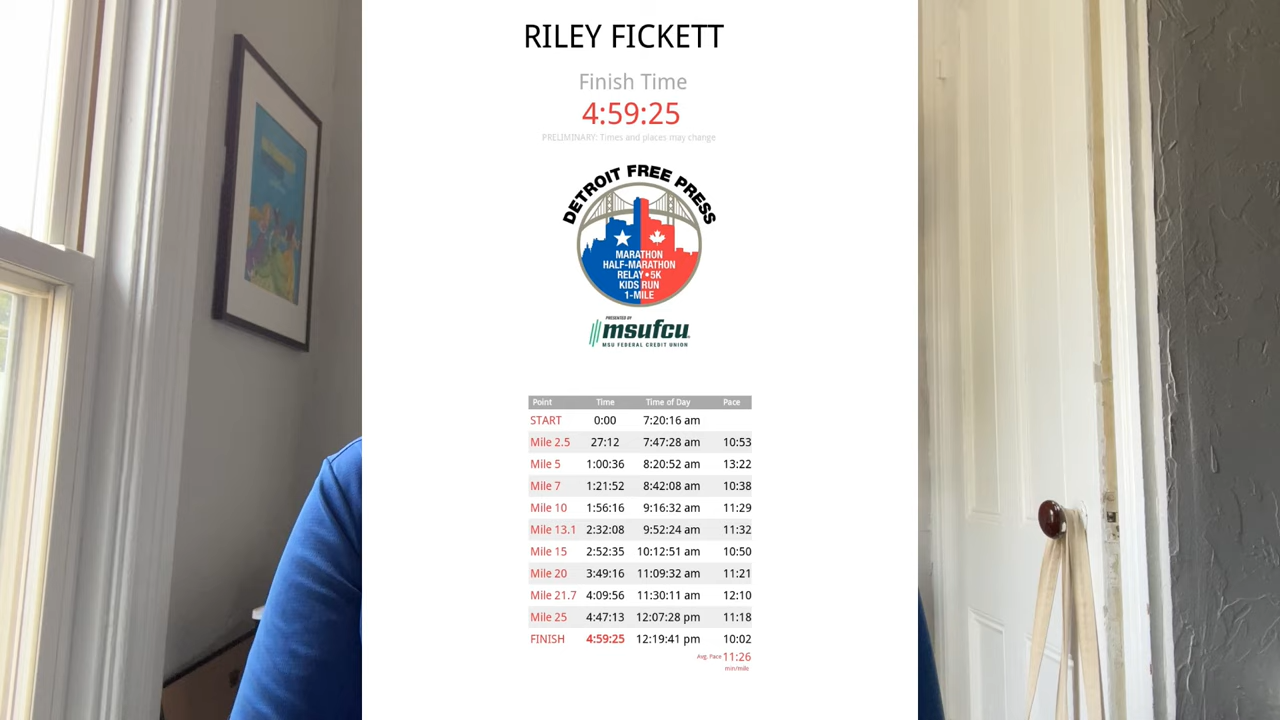 RILEY FICKETT
Finish Time
4:59:25
PRELIMINARY: Times and places may change
DETROIT FREE PRESS
MARATHON
HALF-MARATHON
RELAY•5K
KIDS RUN
1-MILE
PRESENTED BY
msufcu
MSU FEDERAL CREDIT UNION
Point Time Time of Day Pace
START 0:00 7:20:16 am
Mile 2.5 27:12 7:47:28 am 10:53
Mile 5 1:00:36 8:20:52 am 13:22
Mile 7 1:21:52 8:42:08 am 10:38
Mile 10 1:56:16 9:16:32 am 11:29
Mile 13.1 2:32:08 9:52:24 am 11:32
Mile 15 2:52:35 10:12:51 am 10:50
Mile 20 3:49:16 11:09:32 am 11:21
Mile 21.7 4:09:56 11:30:11 am 12:10
Mile 25 4:47:13 12:07:28 pm 11:18
FINISH 4:59:25 12:19:41 pm 10:02
Avg. Pace 11:26
min/mile